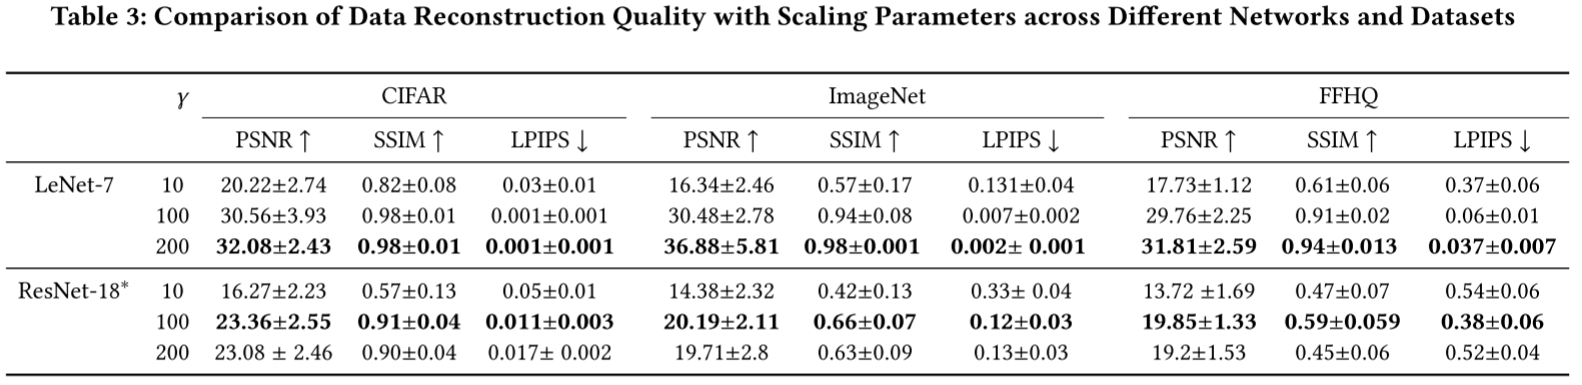 Table 3: Comparison of Data Reconstruction Quality with Scaling Parameters across Different Networks and Datasets
γ CIFAR ImageNet FFHQ
PSNR ↑ SSIM ↑ LPIPS ↓ PSNR ↑ SSIM ↑ LPIPS ↓ PSNR ↑ SSIM ↑ LPIPS ↓
LeNet-7 10 20.22±2.74 0.82±0.08 0.03±0.01 16.34±2.46 0.57±0.17 0.131±0.04 17.73±1.12 0.61±0.06 0.37±0.06
100 30.56±3.93 0.98±0.01 0.001±0.001 30.48±2.78 0.94±0.08 0.007±0.002 29.76±2.25 0.91±0.02 0.06±0.01
200 32.08±2.43 0.98±0.01 0.001±0.001 36.88±5.81 0.98±0.001 0.002± 0.001 31.81±2.59 0.94±0.013 0.037±0.007
ResNet-18* 10 16.27±2.23 0.57±0.13 0.05±0.01 14.38±2.32 0.42±0.13 0.33± 0.04 13.72 ±1.69 0.47±0.07 0.54±0.06
100 23.36±2.55 0.91±0.04 0.011±0.003 20.19±2.11 0.66±0.07 0.12±0.03 19.85±1.33 0.59±0.059 0.38±0.06
200 23.08 ± 2.46 0.90±0.04 0.017± 0.002 19.71±2.8 0.63±0.09 0.13±0.03 19.2±1.53 0.45±0.06 0.52±0.04